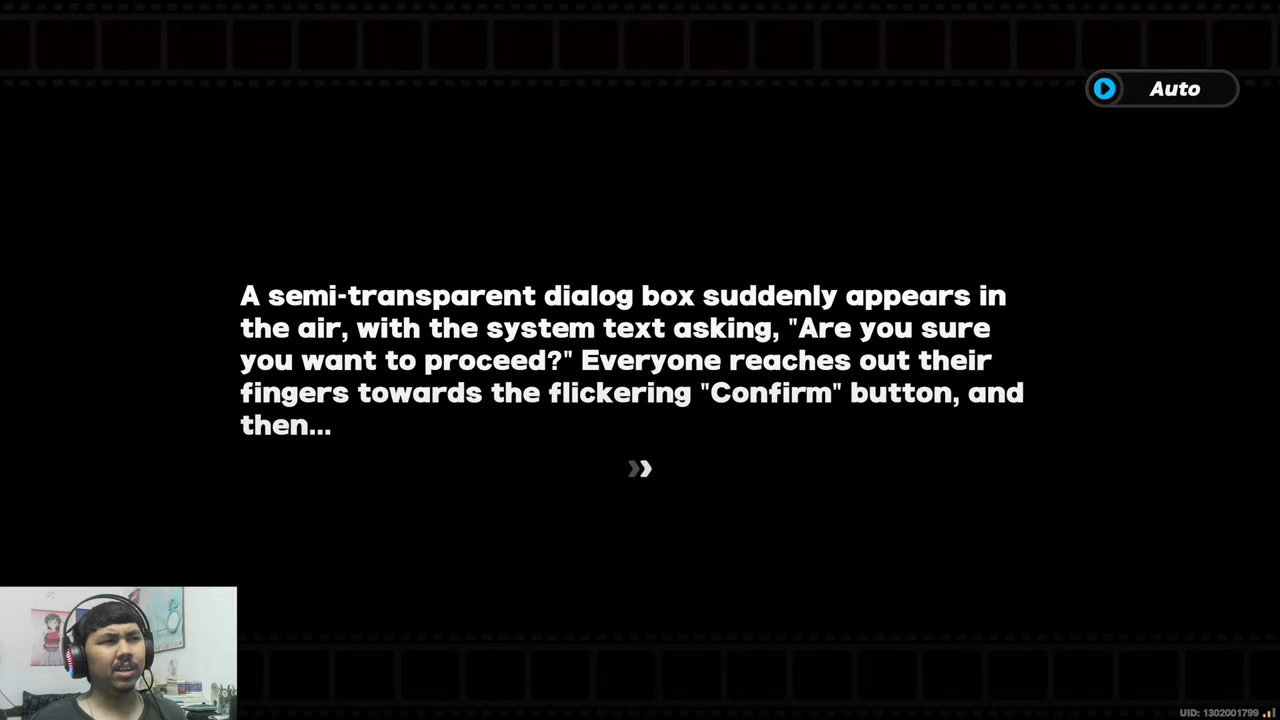 Auto
A semi-transparent dialog box suddenly appears in
the air, with the system text asking, "Are you sure
you want to proceed?" Everyone reaches out their
fingers towards the flickering "Confirm" button, and
then...
UID: 1302001799